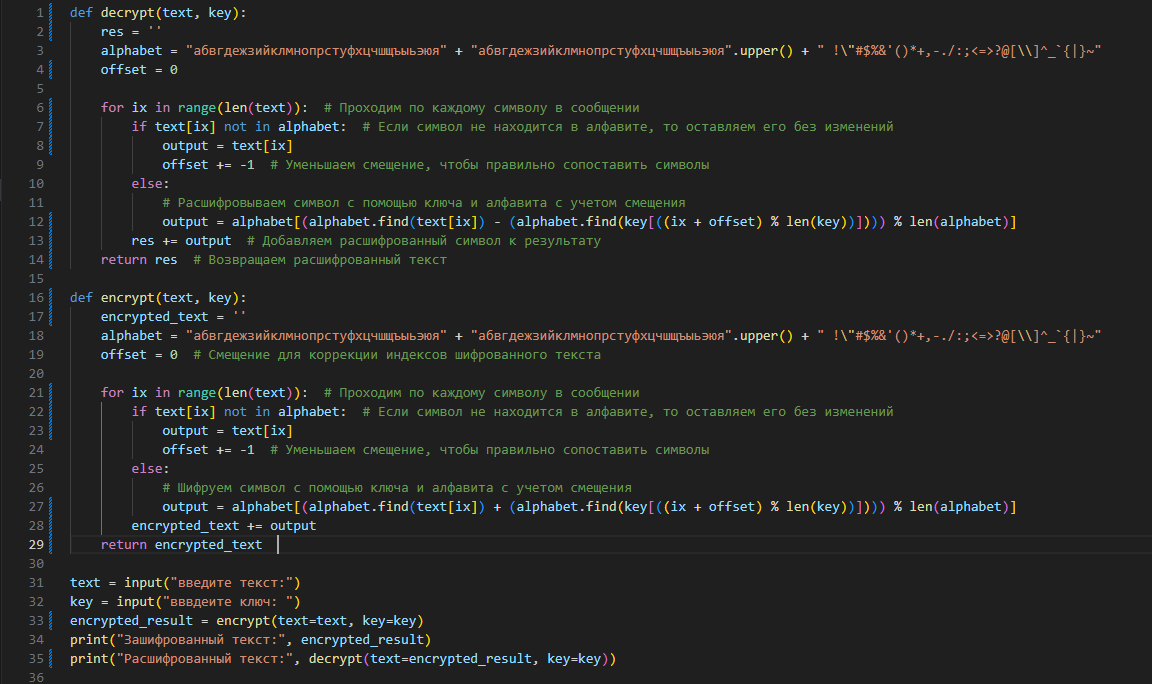 1 def decrypt(text, key):
2     res = ''
3     alphabet = "абвгдежзийклмнопрстуфхцчшщъыьэюя" + "абвгдежзийклмнопрстуфхцчшщъыьэюя".upper() + " !\"#$%&'()*+,-./:;<=>?@[\\]^_`{|}~"
4     offset = 0
5
6     for ix in range(len(text)):  # Проходим по каждому символу в сообщении
7         if text[ix] not in alphabet:  # Если символ не находится в алфавите, то оставляем его без изменений
8             output = text[ix]
9             offset += -1  # Уменьшаем смещение, чтобы правильно сопоставить символы
10         else:
11             # Расшифровываем символ с помощью ключа и алфавита с учетом смещения
12             output = alphabet[(alphabet.find(text[ix]) - (alphabet.find(key[((ix + offset) % len(key))]))) % len(alphabet)]
13         res += output  # Добавляем расшифрованный символ к результату
14     return res  # Возвращаем расшифрованный текст
15
16 def encrypt(text, key):
17     encrypted_text = ''
18     alphabet = "абвгдежзийклмнопрстуфхцчшщъыьэюя" + "абвгдежзийклмнопрстуфхцчшщъыьэюя".upper() + " !\"#$%&'()*+,-./:;<=>?@[\\]^_`{|}~"
19     offset = 0  # Смещение для коррекции индексов шифрованного текста
20
21     for ix in range(len(text)):  # Проходим по каждому символу в сообщении
22         if text[ix] not in alphabet:  # Если символ не находится в алфавите, то оставляем его без изменений
23             output = text[ix]
24             offset += -1  # Уменьшаем смещение, чтобы правильно сопоставить символы
25         else:
26             # Шифруем символ с помощью ключа и алфавита с учетом смещения
27             output = alphabet[(alphabet.find(text[ix]) + (alphabet.find(key[((ix + offset) % len(key))]))) % len(alphabet)]
28         encrypted_text += output
29     return encrypted_text
30
31 text = input("введите текст:")
32 key = input("вввдеите ключ: ")
33 encrypted_result = encrypt(text=text, key=key)
34 print("Зашифрованный текст:", encrypted_result)
35 print("Расшифрованный текст:", decrypt(text=encrypted_result, key=key))
36